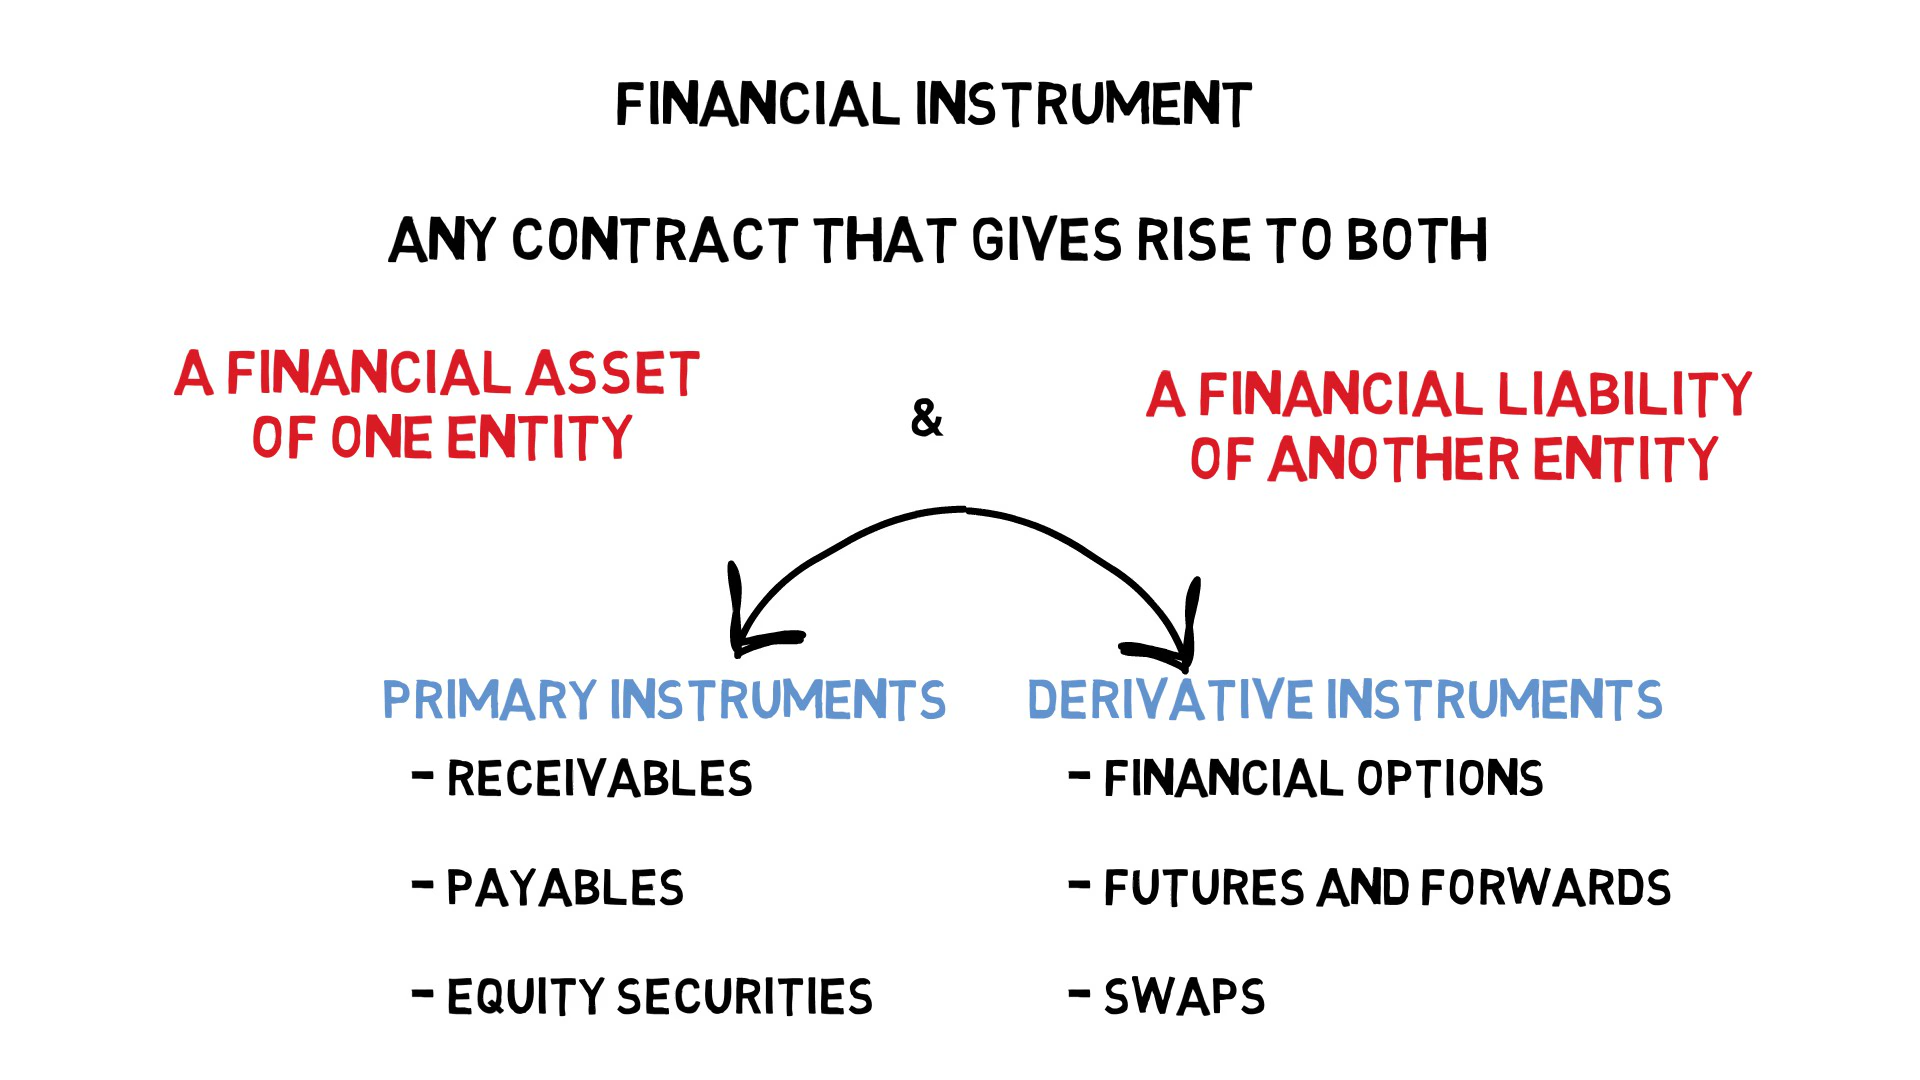 FINANCIAL INSTRUMENT
ANY CONTRACT THAT GIVES RISE TO BOTH
A FINANCIAL ASSET
OF ONE ENTITY
&
A FINANCIAL LIABILITY
OF ANOTHER ENTITY
PRIMARY INSTRUMENTS
- RECEIVABLES
- PAYABLES
- EQUITY SECURITIES
DERIVATIVE INSTRUMENTS
- FINANCIAL OPTIONS
- FUTURES AND FORWARDS
- SWAPS